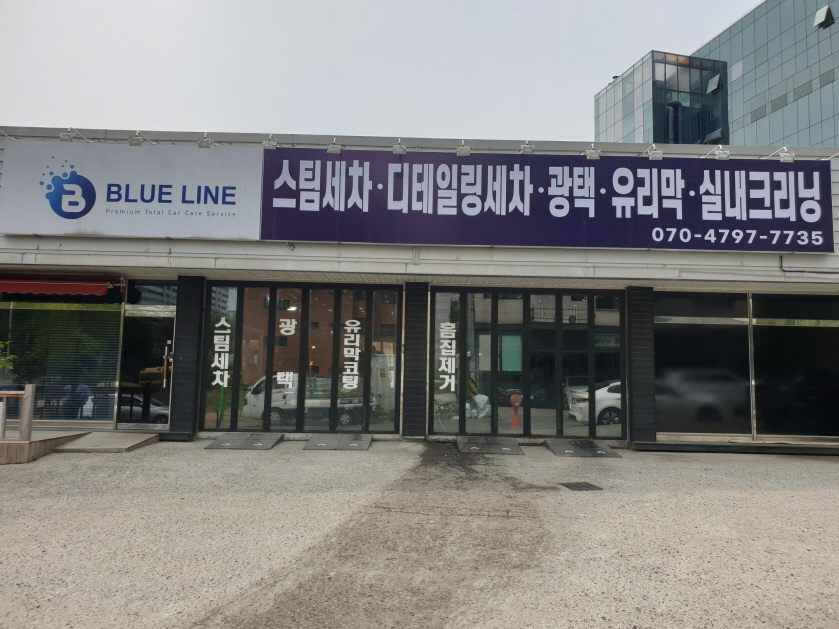 B BLUE LINE
Premium Total Car Care Service
스팀세차·디테일링세차·광택·유리막·실내크리닝
070-4797-7735
스팀세차
광택
유리막코팅
흠집제거